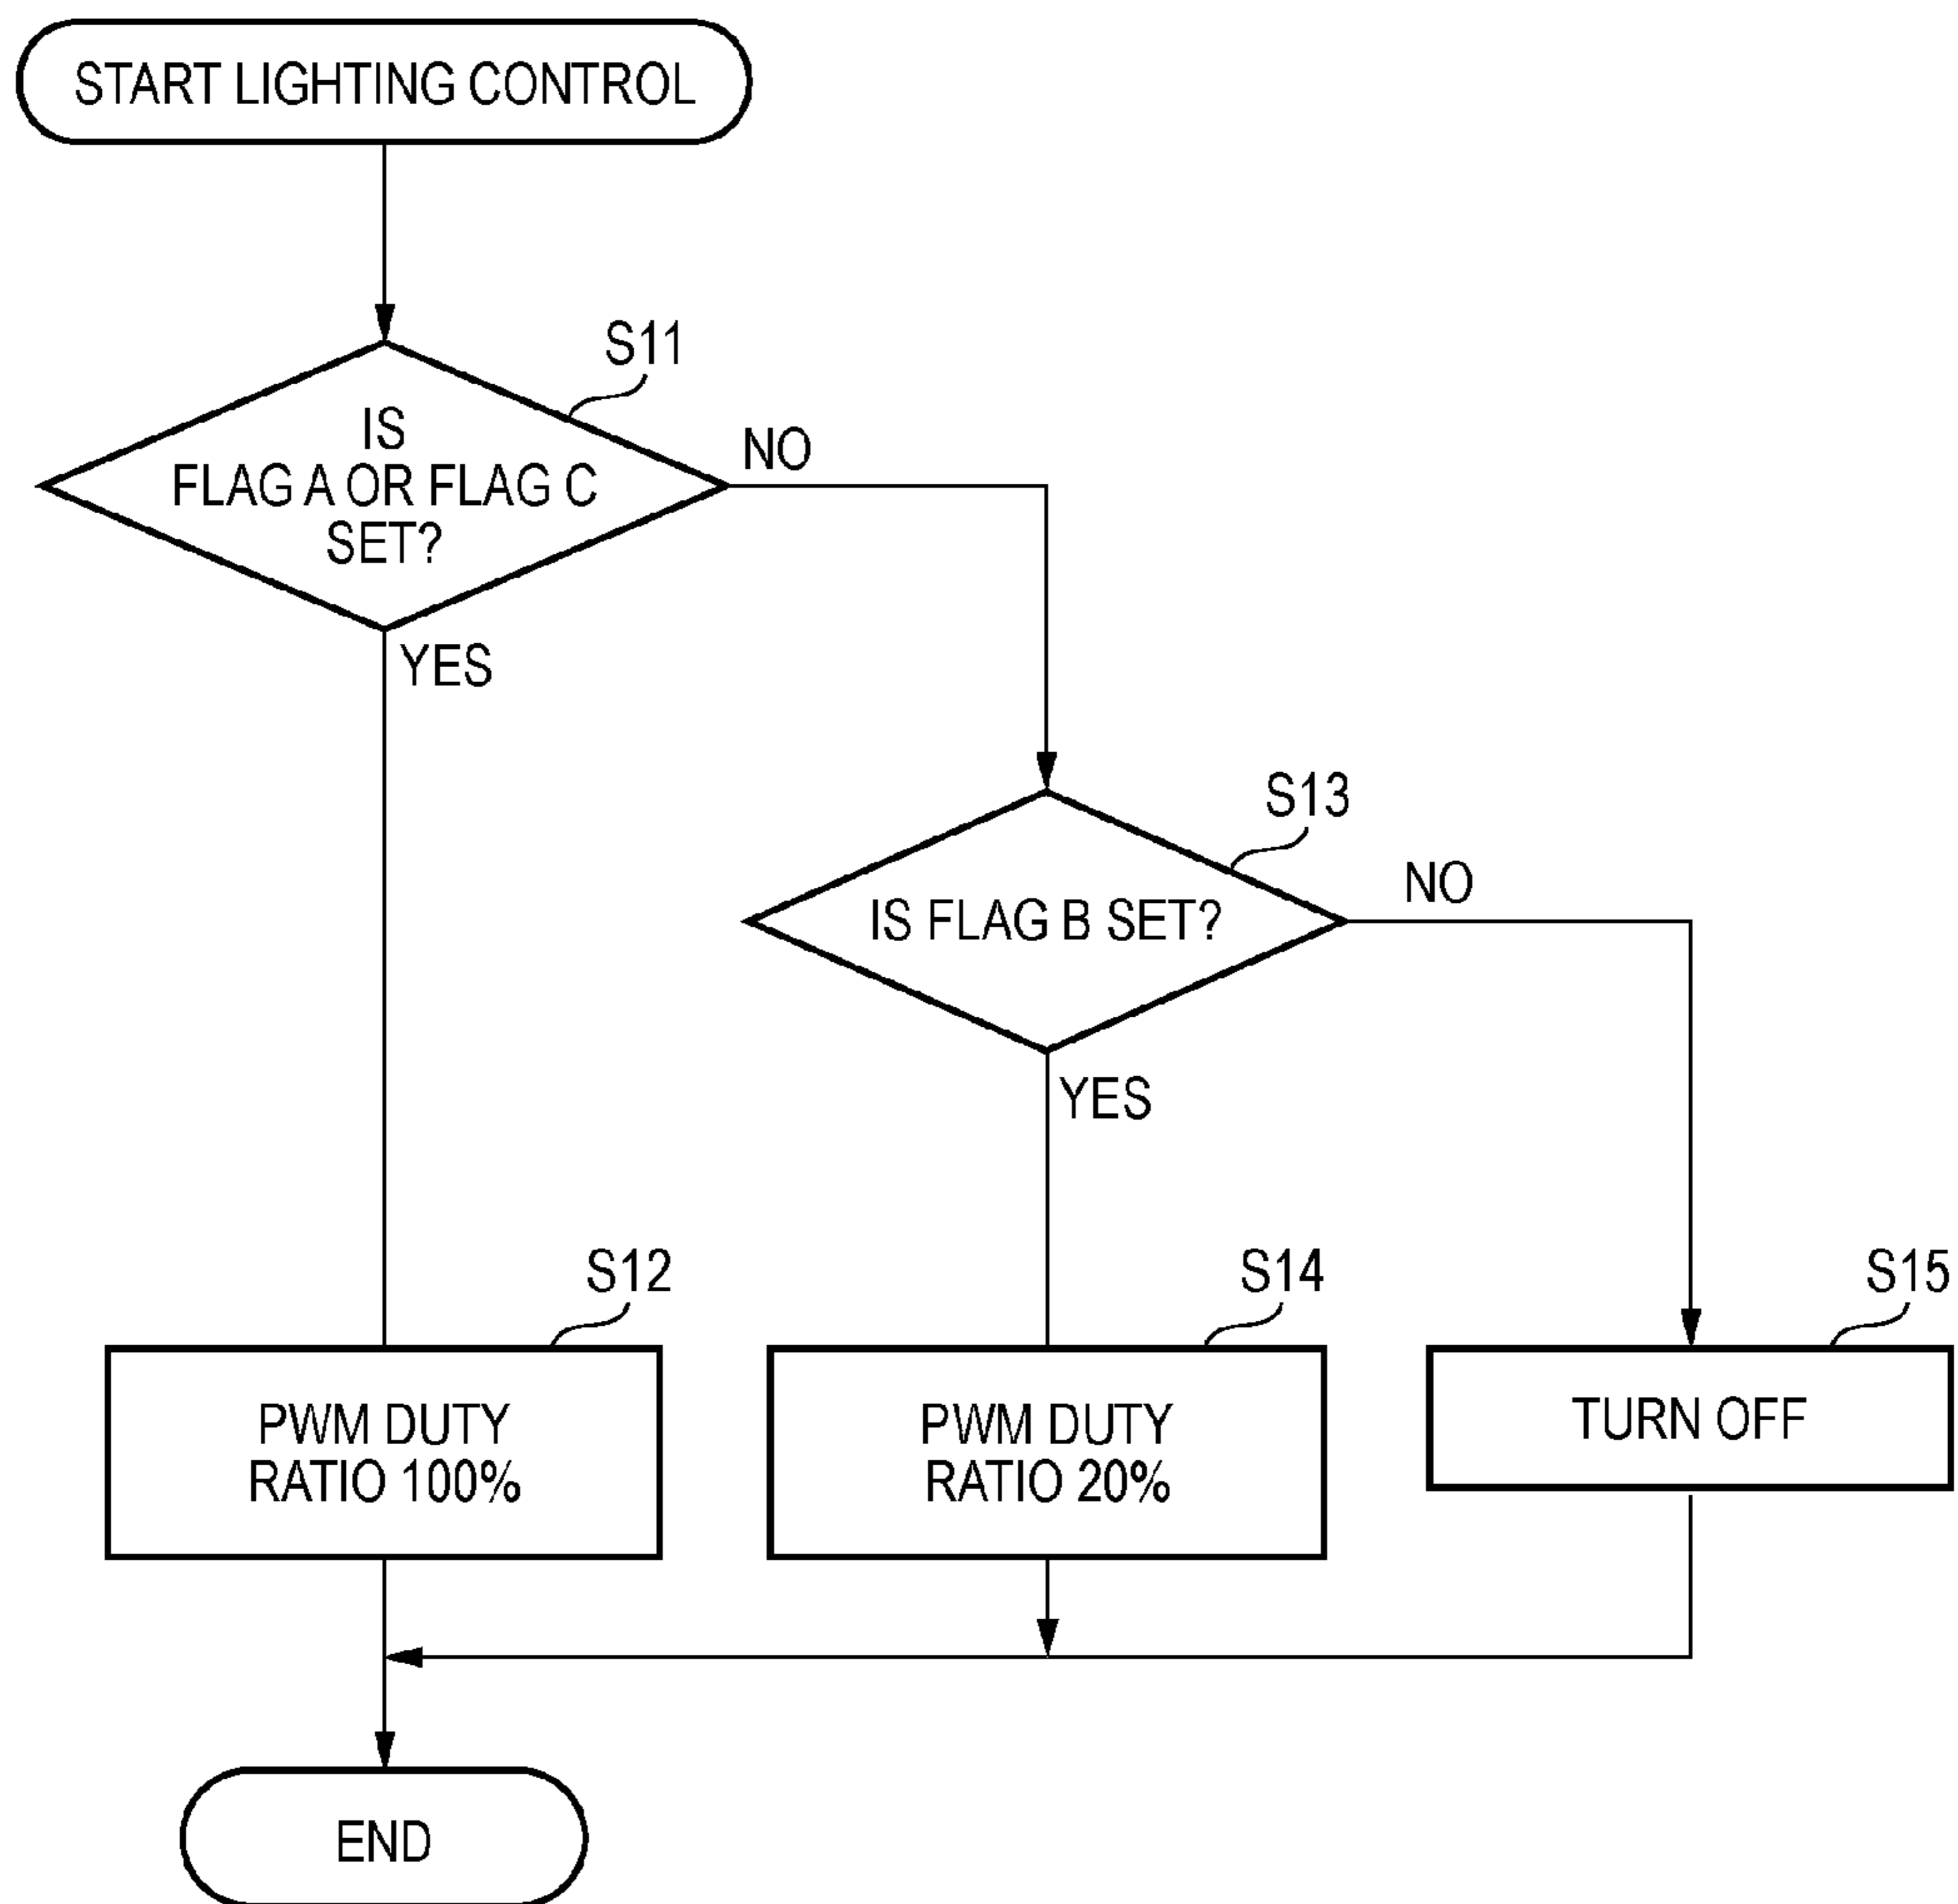 START LIGHTING CONTROL
S11
IS
FLAG A OR FLAG C
SET?
NO
YES
S13
IS FLAG B SET?
NO
YES
S12
PWM DUTY
RATIO 100%
S14
PWM DUTY
RATIO 20%
S15
TURN OFF
END